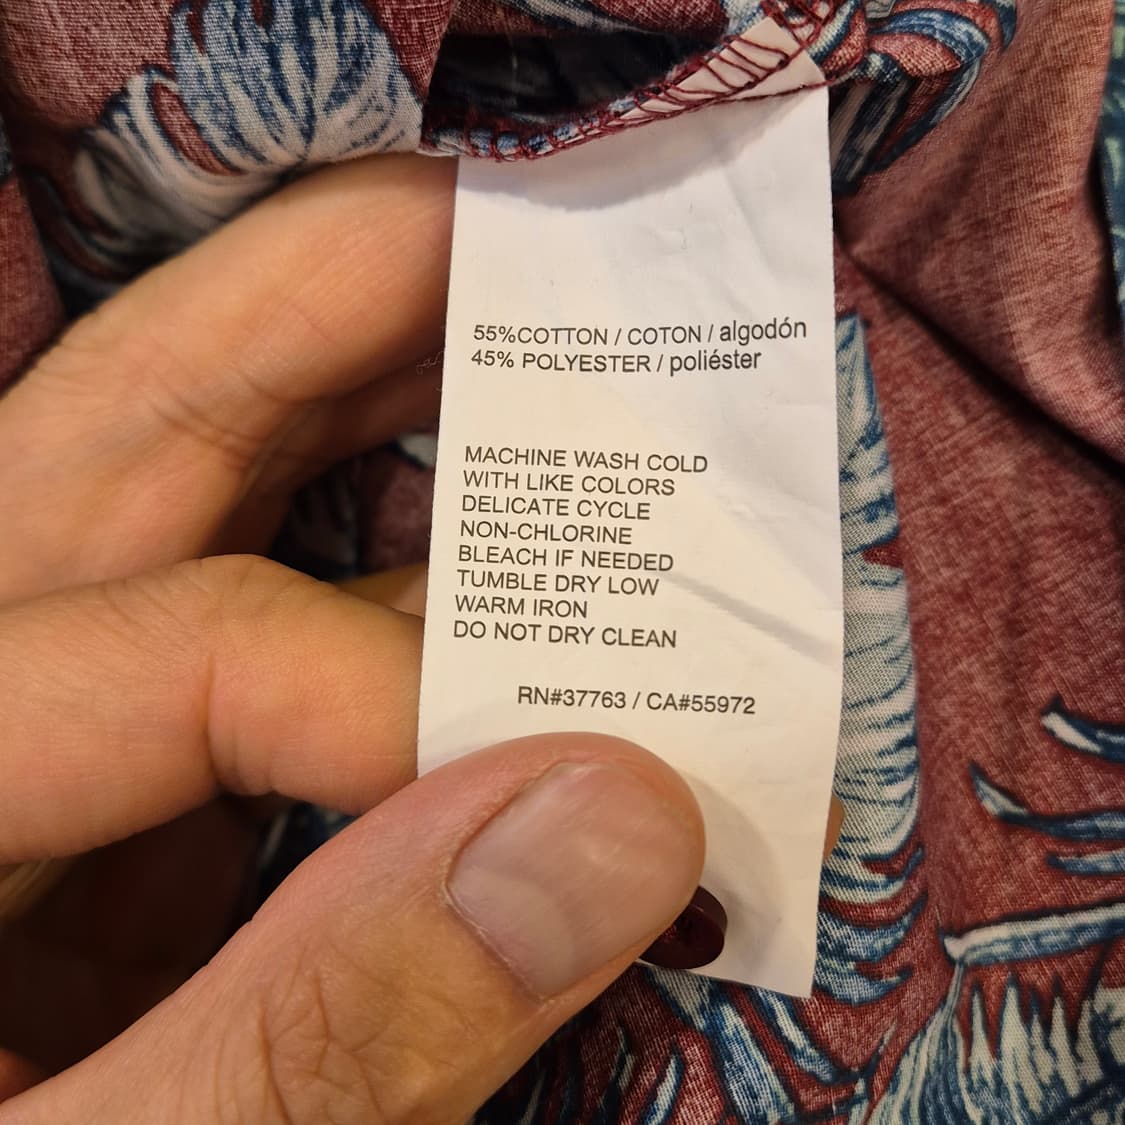 55%COTTON / COTON / algodón
45% POLYESTER / poliéster
MACHINE WASH COLD
WITH LIKE COLORS
DELICATE CYCLE
NON-CHLORINE
BLEACH IF NEEDED
TUMBLE DRY LOW
WARM IRON
DO NOT DRY CLEAN
RN#37763 / CA#55972